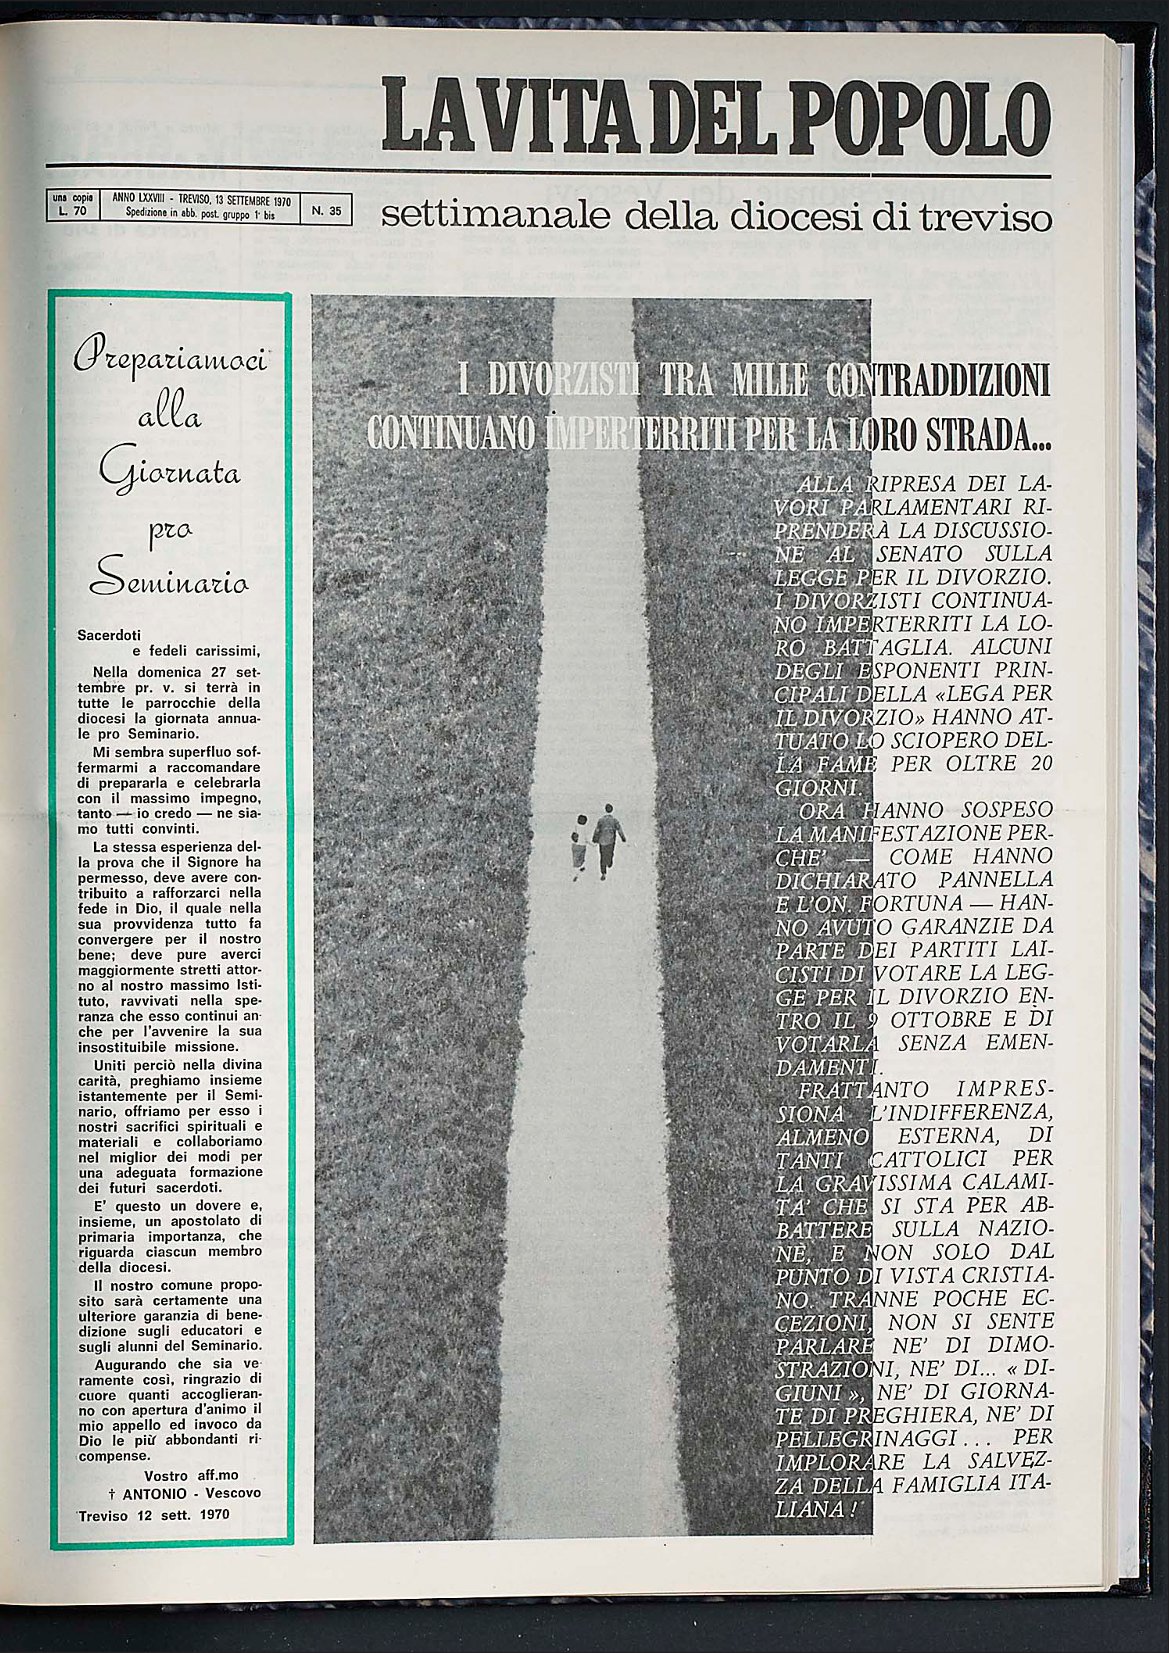 LA VITA DEL POPOLO
una copia
L. 70
ANNO LXXVIII - TREVISO, 13 SETTEMBRE 1970
Spedizione in abb. post. gruppo 1° bis
N. 35
settimanale della diocesi di treviso
Prepariamoci
alla
Giornata
pro
Seminario
Sacerdoti
e fedeli carissimi,
Nella domenica 27 set-
tembre pr. v. si terrà in
tutte le parrocchie della
diocesi la giornata annua-
le pro Seminario.
Mi sembra superfluo sof-
fermarmi a raccomandare
di prepararla e celebrarla
con il massimo impegno,
tanto — io credo — ne sia-
mo tutti convinti.
La stessa esperienza del-
la prova che il Signore ha
permesso, deve avere con-
tribuito a rafforzarci nella
fede in Dio, il quale nella
sua provvidenza tutto fa
convergere per il nostro
bene; deve pure averci
maggiormente stretti attor-
no al nostro massimo Isti-
tuto, ravvivati nella spe-
ranza che esso continui an-
che per l'avvenire la sua
insostituibile missione.
Uniti perciò nella divina
carità, preghiamo insieme
istantemente per il Semi-
nario, offriamo per esso i
nostri sacrifici spirituali e
materiali e collaboriamo
nel miglior dei modi per
una adeguata formazione
dei futuri sacerdoti.
E' questo un dovere e,
insieme, un apostolato di
primaria importanza, che
riguarda ciascun membro
della diocesi.
Il nostro comune propo-
sito sarà certamente una
ulteriore garanzia di bene-
dizione sugli educatori e
sugli alunni del Seminario.
Augurando che sia ve-
ramente così, ringrazio di
cuore quanti accoglieran-
no con apertura d'animo il
mio appello ed invoco da
Dio le più abbondanti ri-
compense.
Vostro aff.mo
† ANTONIO - Vescovo
Treviso 12 sett. 1970
I DIVORZISTI TRA MILLE CONTRADDIZIONI
CONTINUANO IMPERTERRITI PER LA LORO STRADA...
ALLA RIPRESA DEI LA-
VORI PARLAMENTARI RI-
PRENDERÀ LA DISCUSSIO-
NE AL SENATO SULLA
LEGGE PER IL DIVORZIO.
I DIVORZISTI CONTINUA-
NO IMPERTERRITI LA LO-
RO BATTAGLIA. ALCUNI
DEGLI ESPONENTI PRIN-
CIPALI DELLA «LEGA PER
IL DIVORZIO» HANNO AT-
TUATO LO SCIOPERO DEL-
LA FAME PER OLTRE 20
GIORNI.
ORA HANNO SOSPESO
LA MANIFESTAZIONE PER-
CHE' — COME HANNO
DICHIARATO PANNELLA
E L'ON. FORTUNA — HAN-
NO AVUTO GARANZIE DA
PARTE DEI PARTITI LAI-
CISTI DI VOTARE LA LEG-
GE PER IL DIVORZIO EN-
TRO IL 9 OTTOBRE E DI
VOTARLA SENZA EMEN-
DAMENTI.
FRATTANTO IMPRES-
SIONA L'INDIFFERENZA,
ALMENO ESTERNA, DI
TANTI CATTOLICI PER
LA GRAVISSIMA CALAMI-
TA' CHE SI STA PER AB-
BATTERE SULLA NAZIO-
NE, E NON SOLO DAL
PUNTO DI VISTA CRISTIA-
NO. TRANNE POCHE EC-
CEZIONI, NON SI SENTE
PARLARE NE' DI DIMO-
STRAZIONI, NE' DI... « DI-
GIUNI », NE' DI GIORNA-
TE DI PREGHIERA, NE' DI
PELLEGRINAGGI... PER
IMPLORARE LA SALVEZ-
ZA DELLA FAMIGLIA ITA-
LIANA !